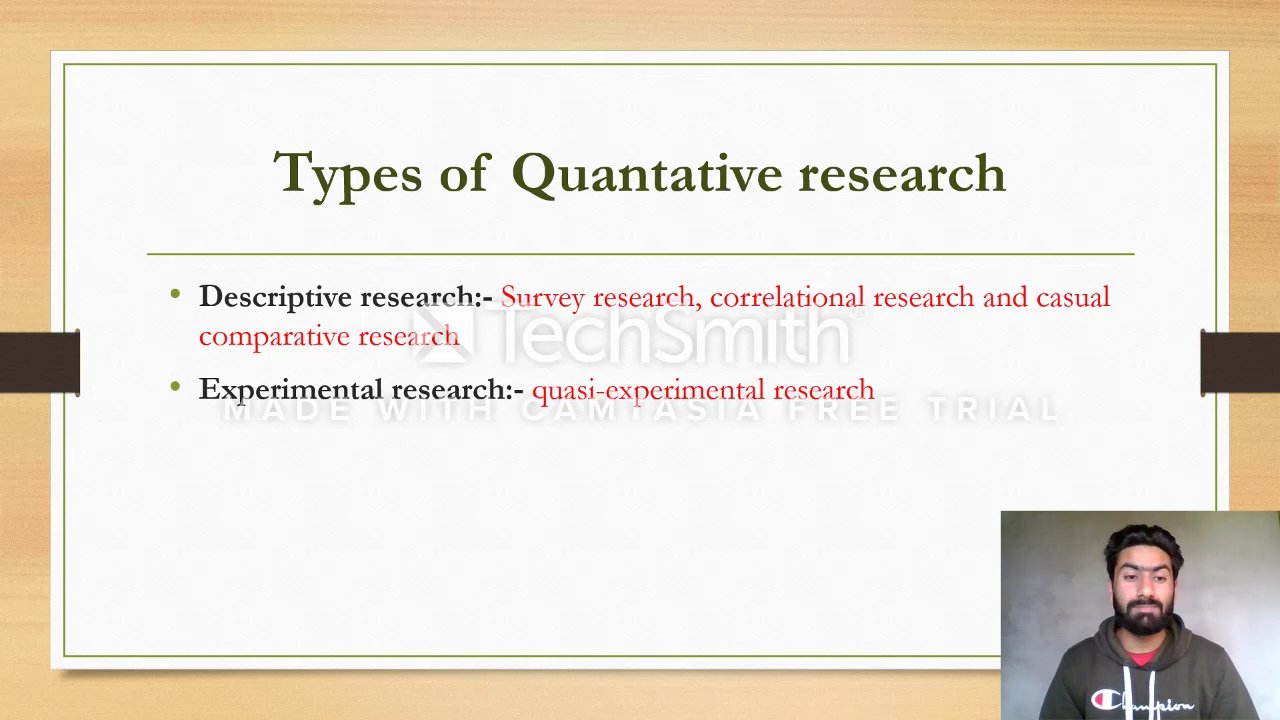 Types of Quantative research
• Descriptive research:- Survey research, correlational research and casual
comparative research
TechSmith®
• Experimental research:- quasi-experimental research
MADE WITH CAMTASIA FREE TRIAL
Champion